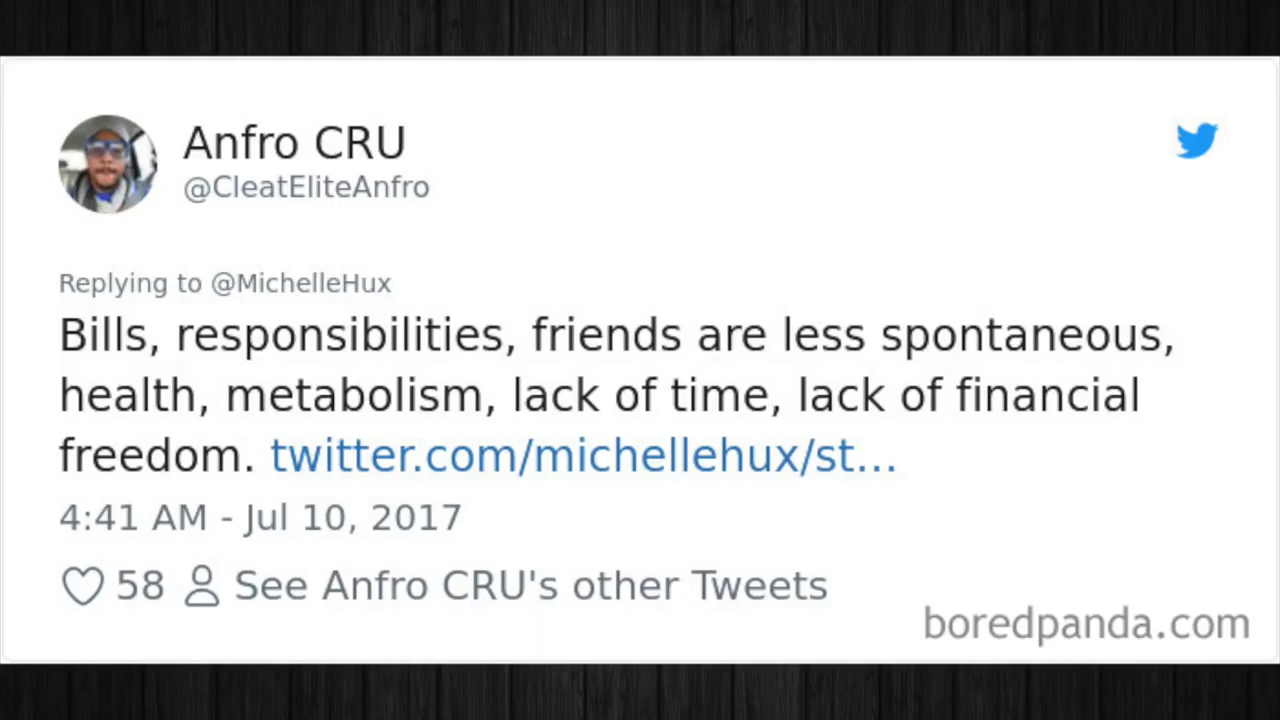 Anfro CRU
@CleatEliteAnfro
Replying to @MichelleHux
Bills, responsibilities, friends are less spontaneous,
health, metabolism, lack of time, lack of financial
freedom. twitter.com/michellehux/st...
4:41 AM - Jul 10, 2017
58 See Anfro CRU's other Tweets
boredpanda.com